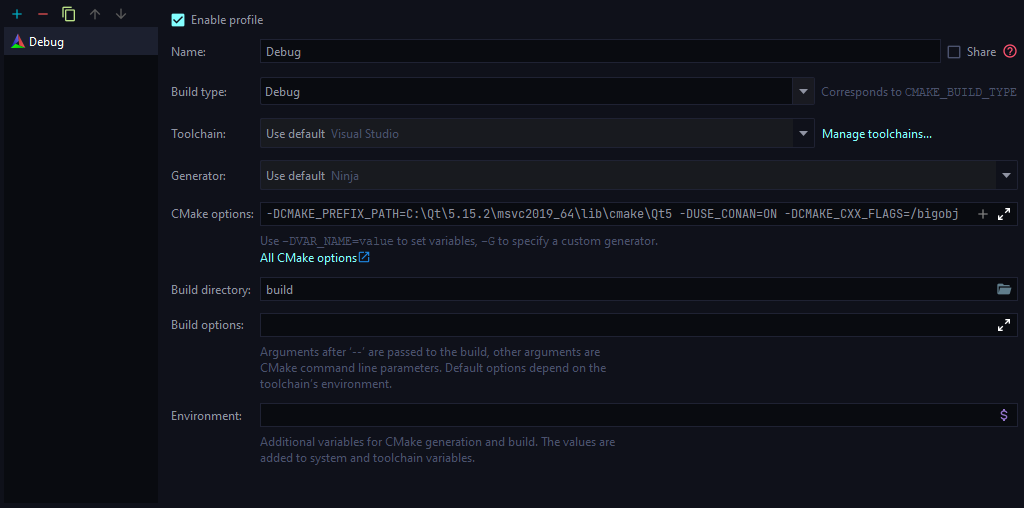 Debug
Enable profile
Name: Debug Share
Build type: Debug Corresponds to CMAKE_BUILD_TYPE
Toolchain: Use default Visual Studio Manage toolchains...
Generator: Use default Ninja
CMake options: -DCMAKE_PREFIX_PATH=C:\Qt\5.15.2\msvc2019_64\lib\cmake\Qt5 -DUSE_CONAN=ON -DCMAKE_CXX_FLAGS=/bigobj
Use -DVAR_NAME=value to set variables, -G to specify a custom generator.
All CMake options
Build directory: build
Build options:
Arguments after '--' are passed to the build, other arguments are
CMake command line parameters. Default options depend on the
toolchain's environment.
Environment: $
Additional variables for CMake generation and build. The values are
added to system and toolchain variables.